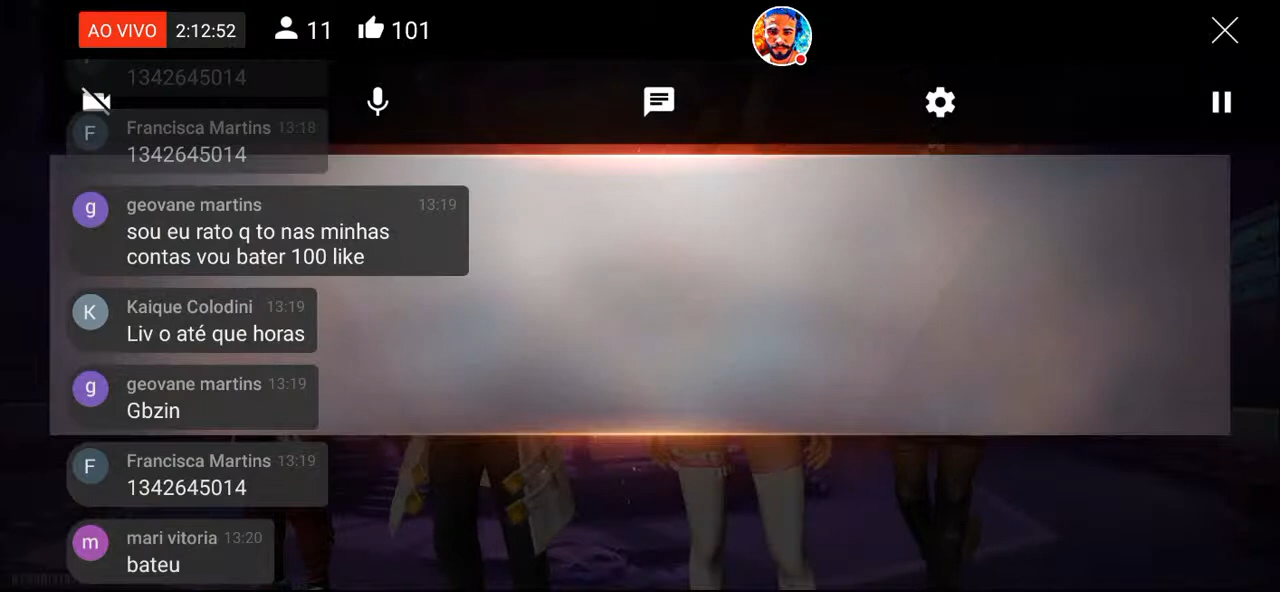 AO VIVO 2:12:52 11 101
1342645014
Francisca Martins 13:18
1342645014
geovane martins 13:19
sou eu rato q to nas minhas
contas vou bater 100 like
Kaique Colodini 13:19
Liv o até que horas
geovane martins 13:19
Gbzin
Francisca Martins 13:19
1342645014
mari vitoria 13:20
bateu